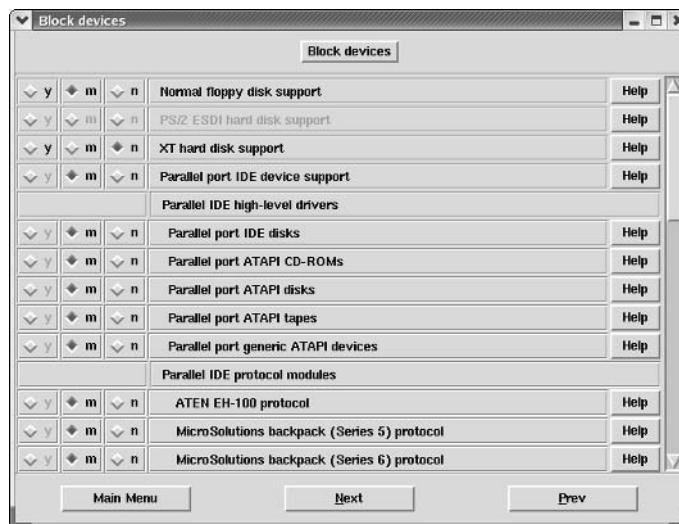 Block devices
Block devices
y m n Normal floppy disk support Help
y m n PS/2 ESDI hard disk support Help
y m n XT hard disk support Help
y m n Parallel port IDE device support Help
Parallel IDE high-level drivers
y m n Parallel port IDE disks Help
y m n Parallel port ATAPI CD-ROMs Help
y m n Parallel port ATAPI disks Help
y m n Parallel port ATAPI tapes Help
y m n Parallel port generic ATAPI devices Help
Parallel IDE protocol modules
y m n ATEN EH-100 protocol Help
y m n MicroSolutions backpack (Series 5) protocol Help
y m n MicroSolutions backpack (Series 6) protocol Help
Main Menu Next Prev